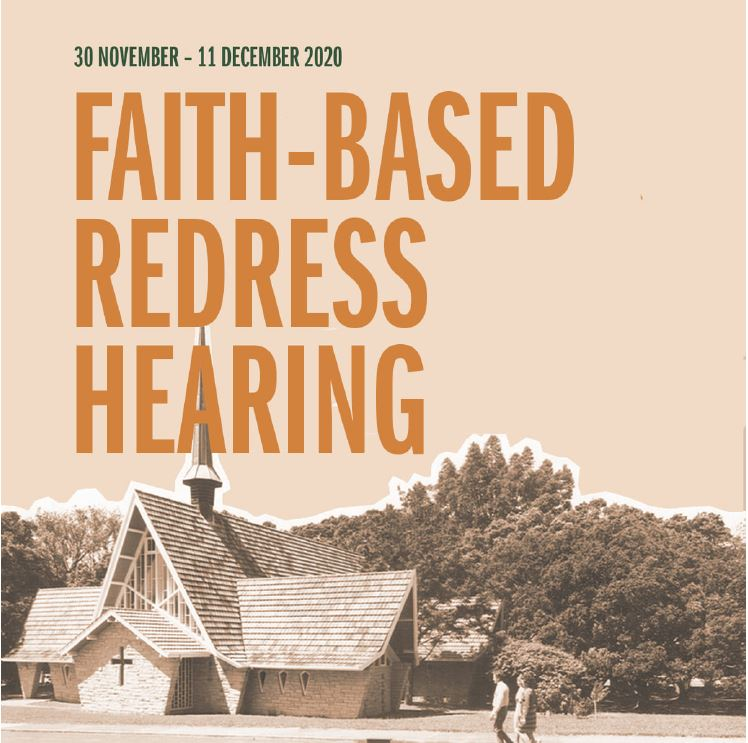 30 NOVEMBER – 11 DECEMBER 2020
FAITH-BASED
REDRESS
HEARING